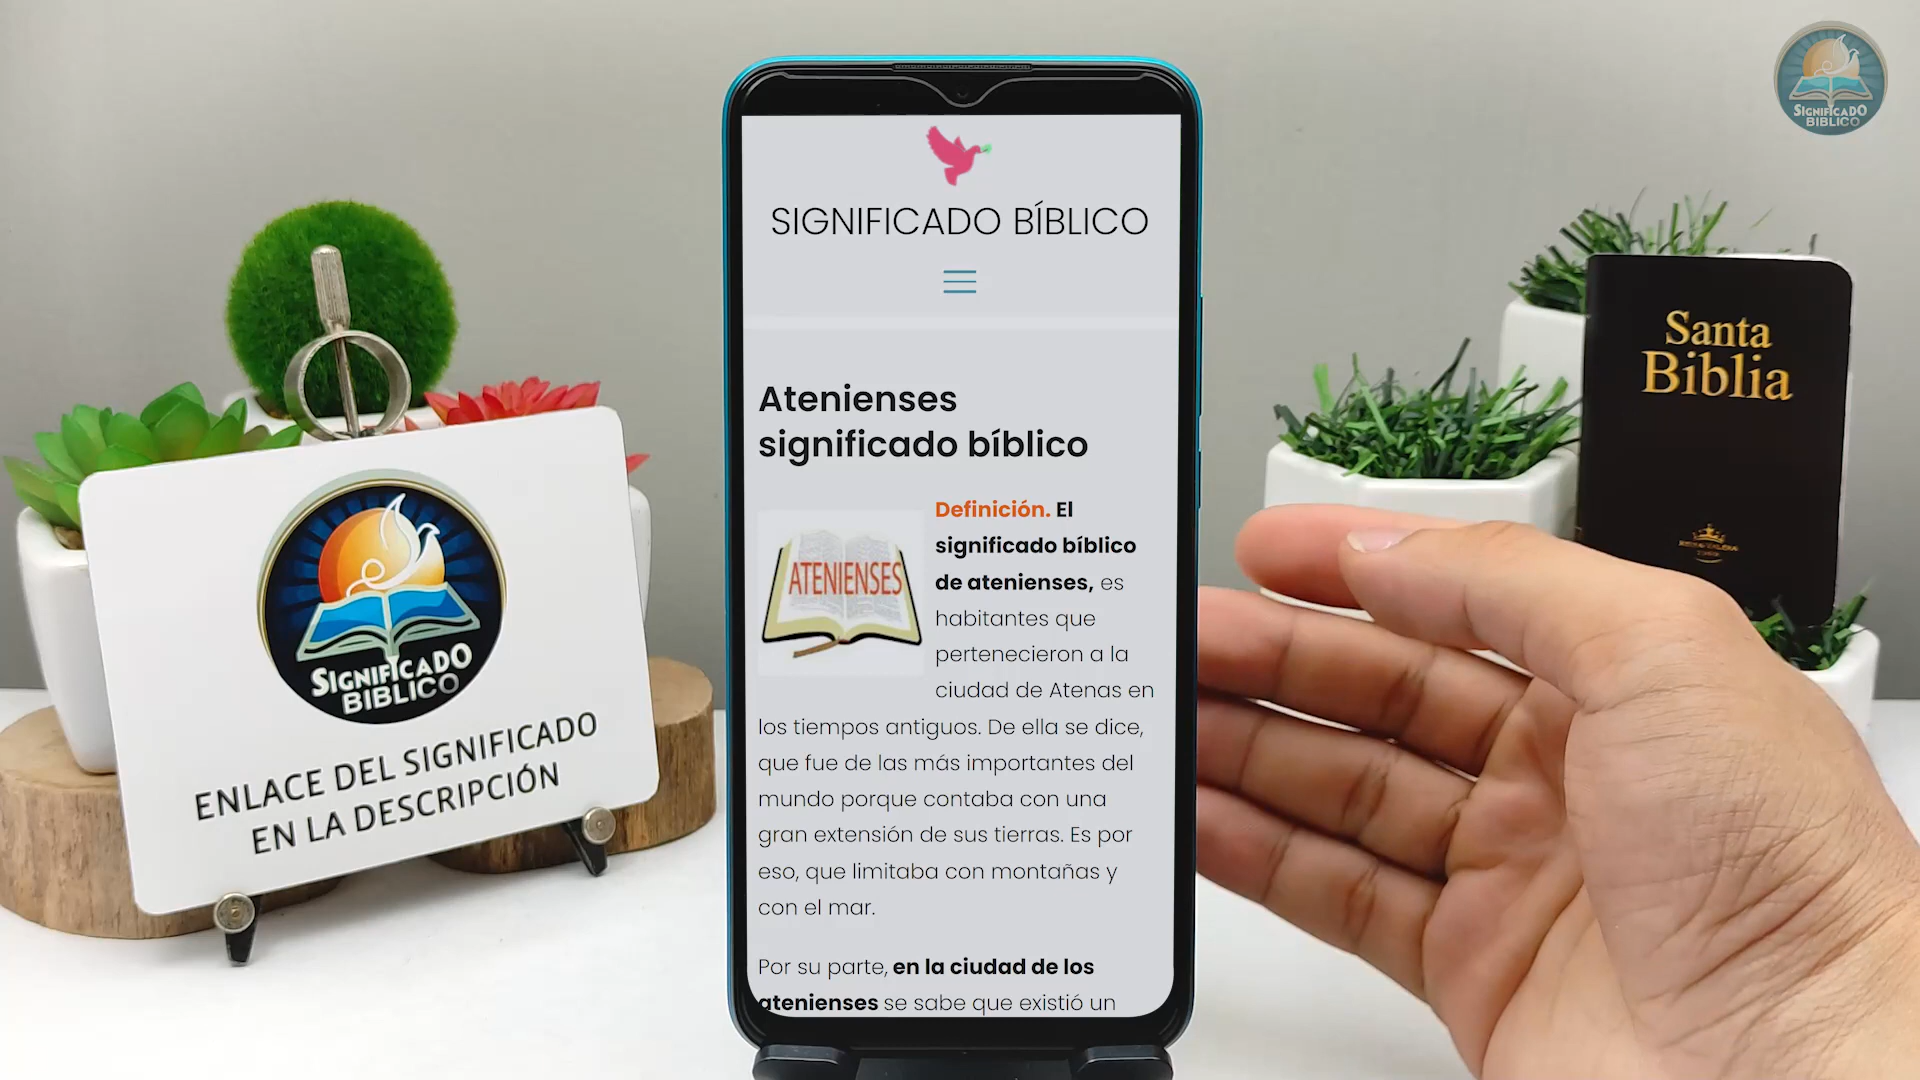 SIGNIFICADO
BIBLICO
SIGNIFICADO BÍBLICO
Atenienses
significado bíblico
ATENIENSES
Definición. El
significado bíblico
de atenienses, es
habitantes que
pertenecieron a la
ciudad de Atenas en
los tiempos antiguos. De ella se dice,
que fue de las más importantes del
mundo porque contaba con una
gran extensión de sus tierras. Es por
eso, que limitaba con montañas y
con el mar.
Por su parte, en la ciudad de los
atenienses se sabe que existió un
SIGNIFICADO
BIBLICO
ENLACE DEL SIGNIFICADO
EN LA DESCRIPCIÓN
Santa
Biblia